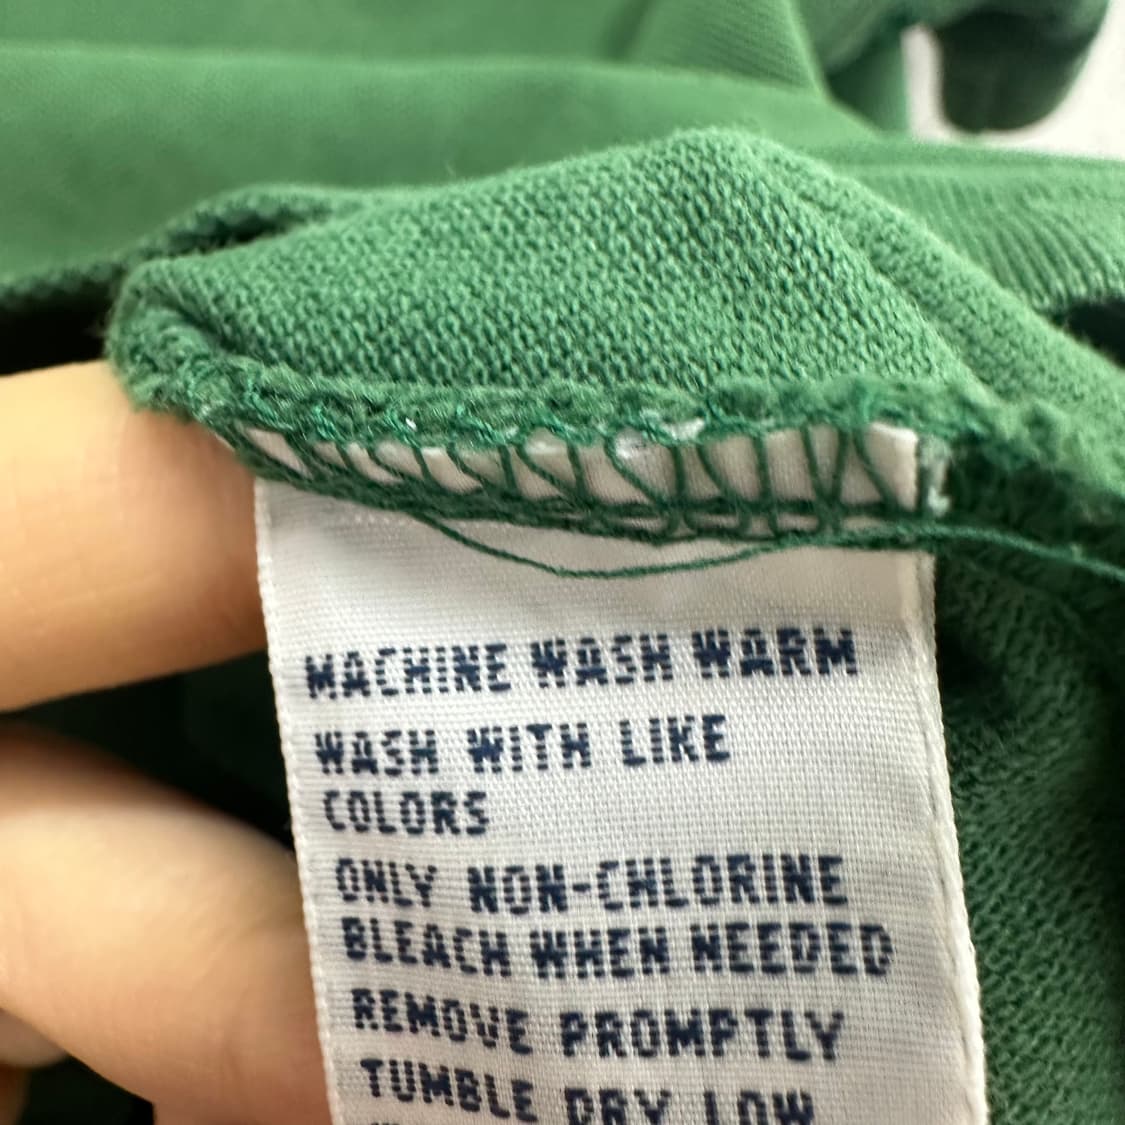 MACHINE WASH WARM
WASH WITH LIKE
COLORS
ONLY NON-CHLORINE
BLEACH WHEN NEEDED
REMOVE PROMPTLY
TUMBLE DRY LOW